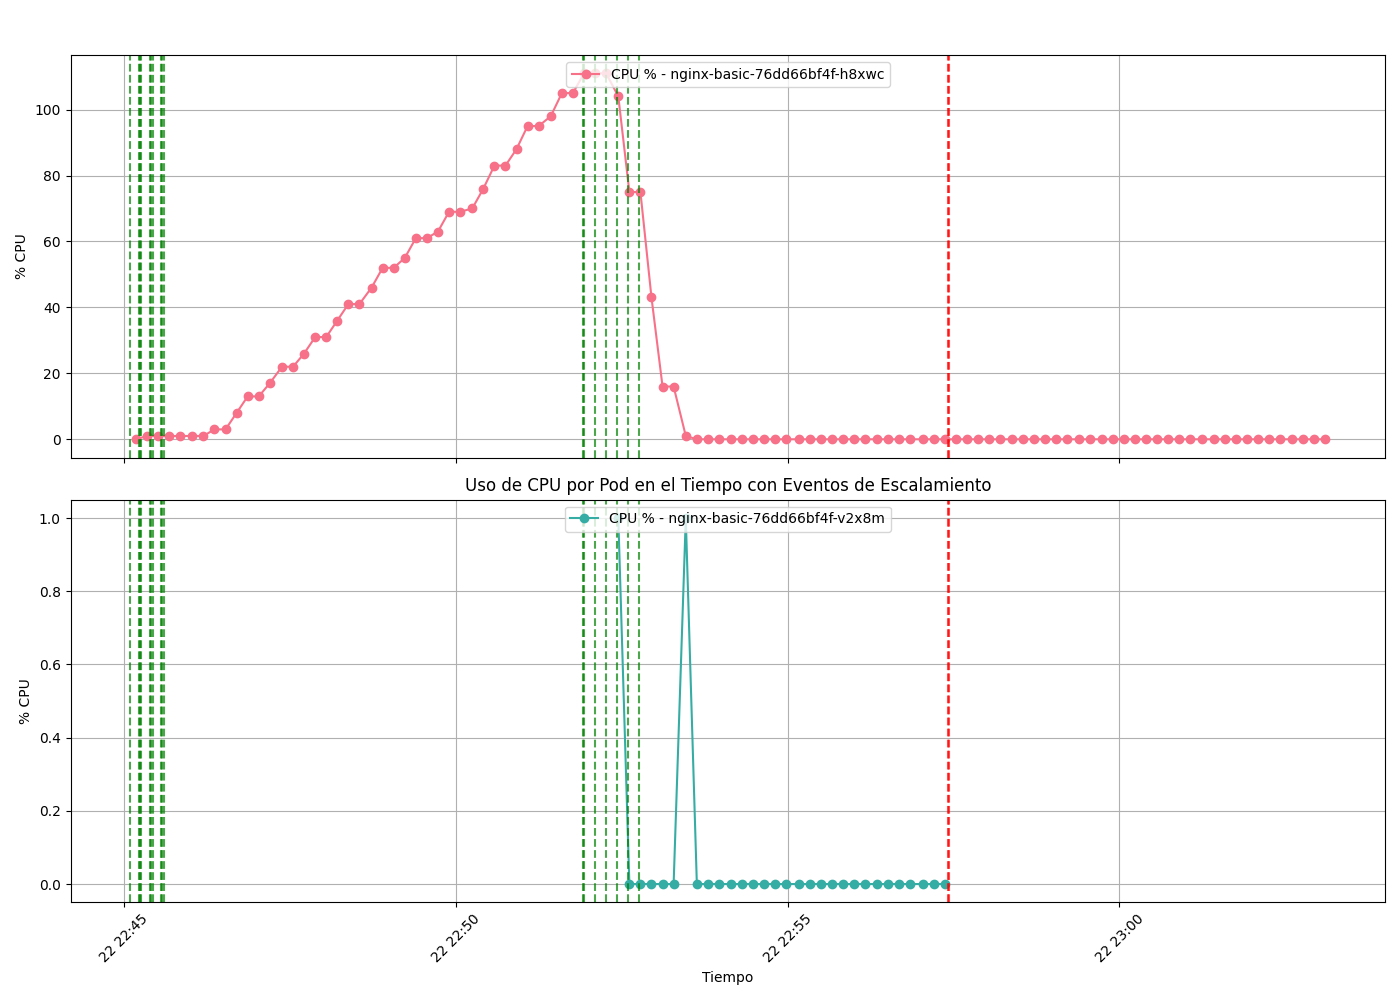 CPU % - nginx-basic-76dd66bf4f-h8xwc
100
80
60
40
20
0
% CPU
Uso de CPU por Pod en el Tiempo con Eventos de Escalamiento
CPU % - nginx-basic-76dd66bf4f-v2x8m
1.0
0.8
0.6
0.4
0.2
0.0
% CPU
22 22:45
22 22:50
22 22:55
22 23:00
Tiempo